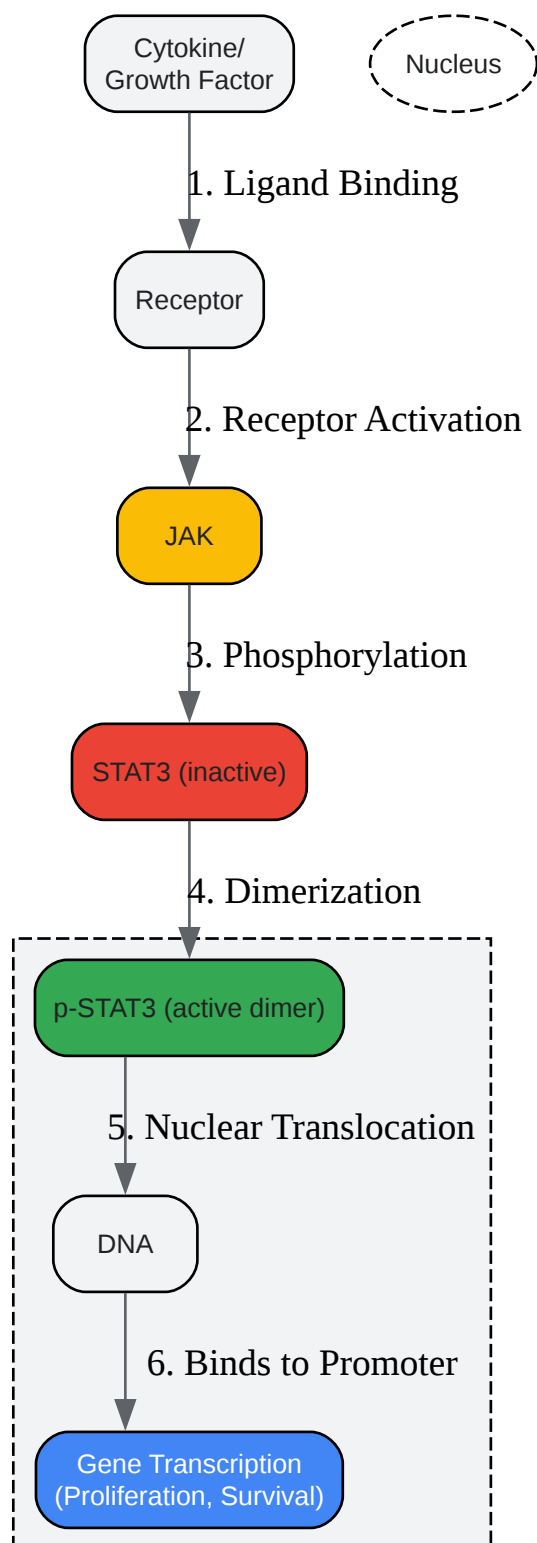 Cytokine/
Growth Factor
Nucleus
1. Ligand Binding
Receptor
2. Receptor Activation
JAK
3. Phosphorylation
STAT3 (inactive)
4. Dimerization
p-STAT3 (active dimer)
5. Nuclear Translocation
DNA
6. Binds to Promoter
Gene Transcription
(Proliferation, Survival)